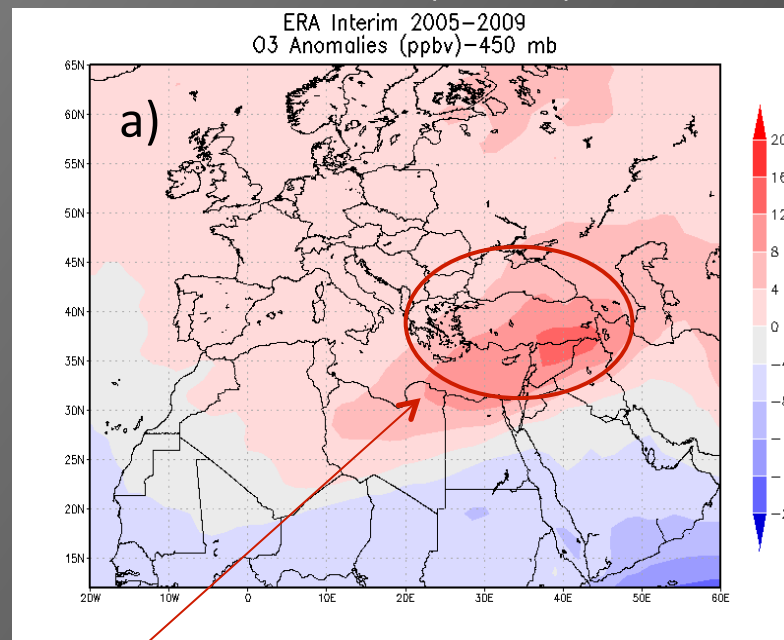 ERA Interim 2005-2009
O3 Anomalies (ppbv)-450 mb
a)
65N
60N
55N
50N
45N
40N
35N
30N
25N
20N
15N
20W
10W
0
10E
20E
30E
40E
50E
60E
20
16
12
8
4
0